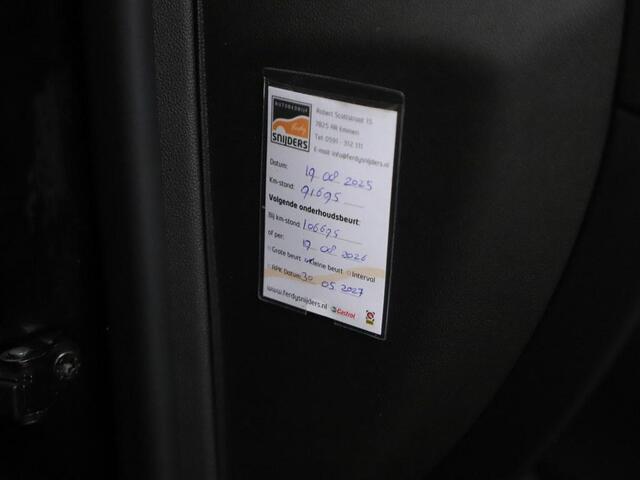 AUTOBEDRIJF
Ferdy
SNIJDERS
Robert Scottstraat 15
7825 AR Emmen
Tel: 0591 - 312 111
E-mail: info@ferdysnijders.nl
Datum: 19 08 2025
Km-stand: 91695
Volgende onderhoudsbeurt:
Bij km-stand: 106695
of per: 19 08 2026
Grote beurt Kleine beurt Interval
APK Datum: 30 05 2027
www.ferdysnijders.nl Castrol